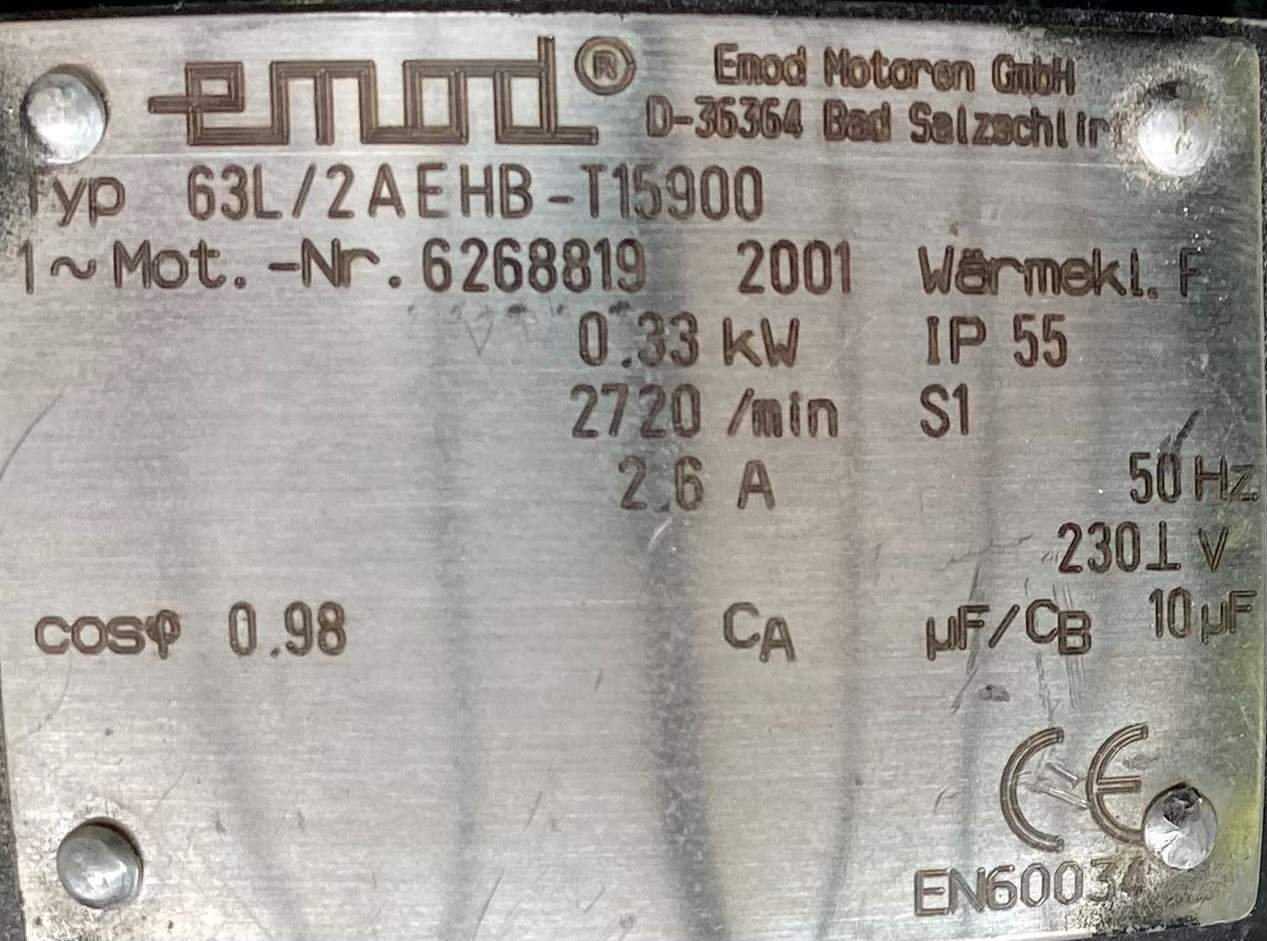 emod® Emod Motoren GmbH
D-36364 Bad Salzschlirf
Typ 63L/2AEHB-T15900
1~Mot.-Nr.6268819 2001 Wärmekl. F
0.33 kW IP 55
2720 /min S1
2.6 A 50 Hz
230⊥ V
cosφ 0.98 CA µF/CB 10µF
CE
EN60034